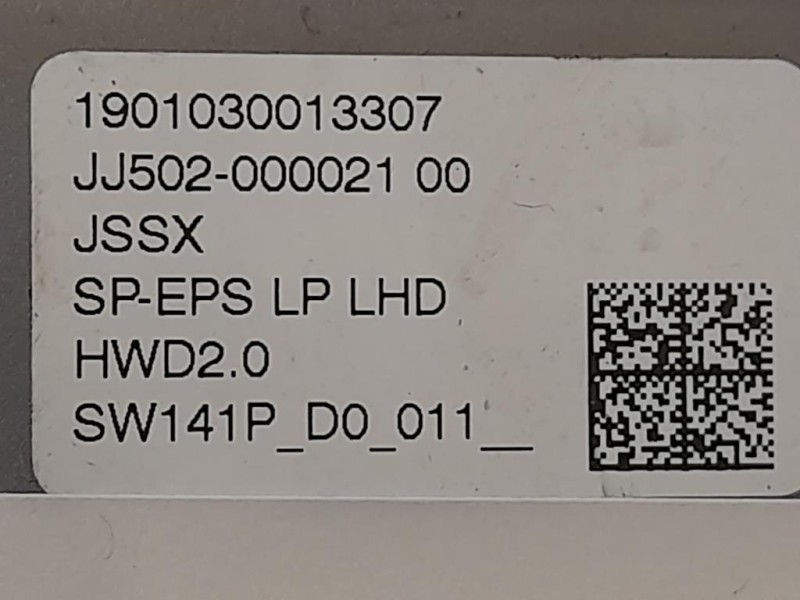 1901030013307
JJ502-000021 00
JSSX
SP-EPS LP LHD
HWD2.0
SW141P_D0_011__